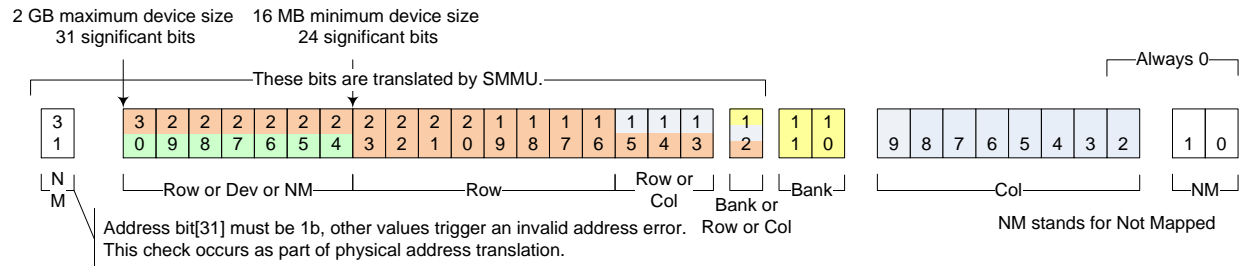 2 GB maximum device size
31 significant bits
16 MB minimum device size
24 significant bits
These bits are translated by SMMU.
Always 0
3 3 2 2 2 2 2 2 2 2 2 2 1 1 1 1 1 1 1 1 1 1
1 0 9 8 7 6 5 4 3 2 1 0 9 8 7 6 5 4 3 2 1 0 9 8 7 6 5 4 3 2 1 0
N
M
Row or Dev or NM
Row
Row or
Col
Bank or
Row or Col
Bank
Col
NM
Address bit[31] must be 1b, other values trigger an invalid address error.
This check occurs as part of physical address translation.
NM stands for Not Mapped